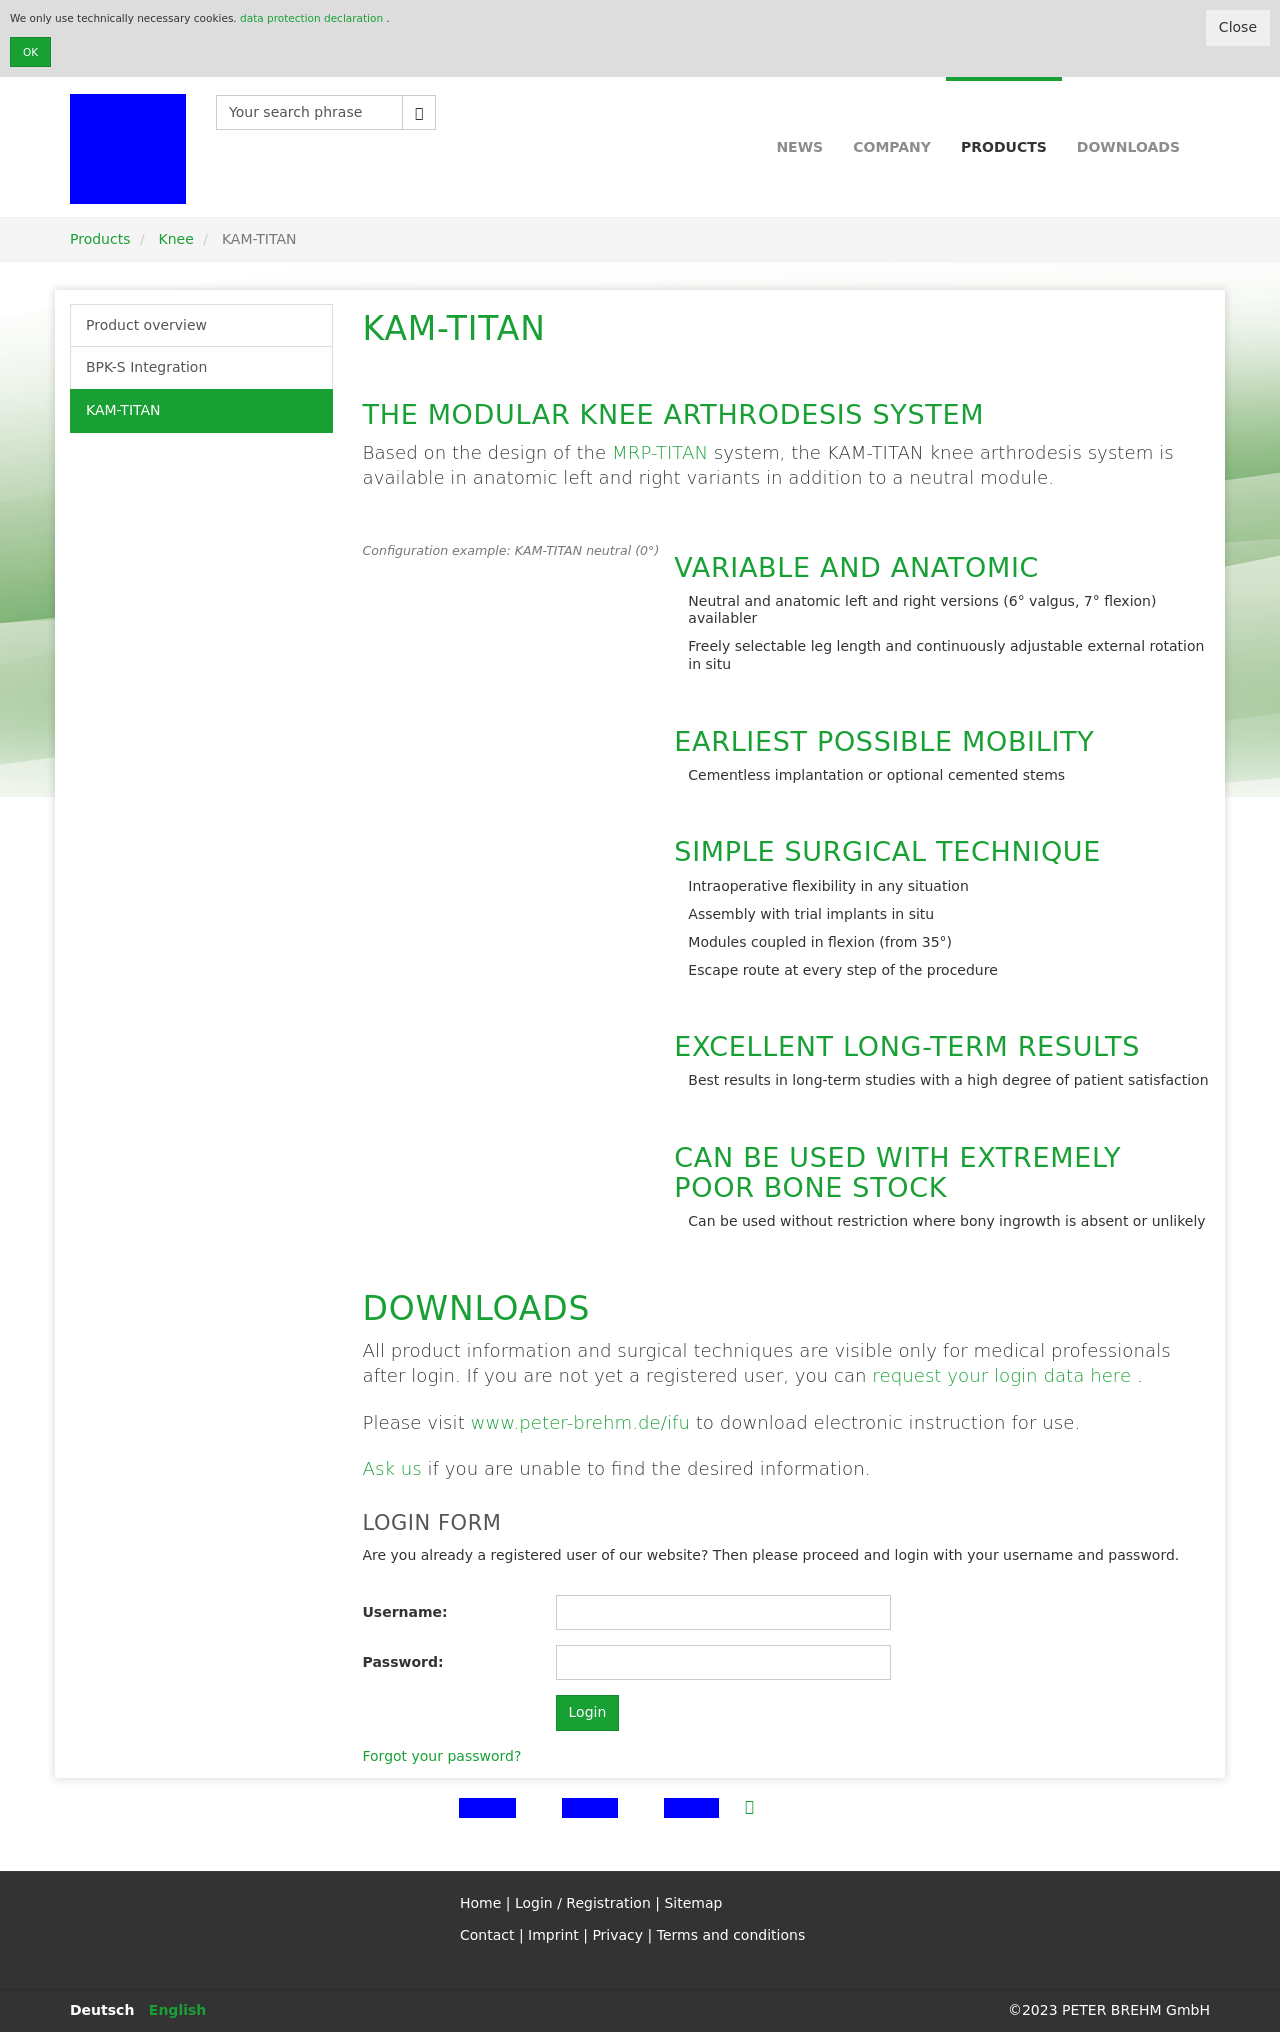 We only use technically necessary cookies. data protection declaration .
OK
Close
Your search phrase
NEWS
COMPANY
PRODUCTS
DOWNLOADS
Products / Knee / KAM-TITAN
Product overview
BPK-S Integration
KAM-TITAN
KAM-TITAN
THE MODULAR KNEE ARTHRODESIS SYSTEM
Based on the design of the MRP-TITAN system, the KAM-TITAN knee arthrodesis system is
available in anatomic left and right variants in addition to a neutral module.
Configuration example: KAM-TITAN neutral (0°)
VARIABLE AND ANATOMIC
Neutral and anatomic left and right versions (6° valgus, 7° flexion)
availabler
Freely selectable leg length and continuously adjustable external rotation
in situ
EARLIEST POSSIBLE MOBILITY
Cementless implantation or optional cemented stems
SIMPLE SURGICAL TECHNIQUE
Intraoperative flexibility in any situation
Assembly with trial implants in situ
Modules coupled in flexion (from 35°)
Escape route at every step of the procedure
EXCELLENT LONG-TERM RESULTS
Best results in long-term studies with a high degree of patient satisfaction
CAN BE USED WITH EXTREMELY
POOR BONE STOCK
Can be used without restriction where bony ingrowth is absent or unlikely
DOWNLOADS
All product information and surgical techniques are visible only for medical professionals
after login. If you are not yet a registered user, you can request your login data here .
Please visit www.peter-brehm.de/ifu to download electronic instruction for use.
Ask us if you are unable to find the desired information.
LOGIN FORM
Are you already a registered user of our website? Then please proceed and login with your username and password.
Username:
Password:
Login
Forgot your password?
Home | Login / Registration | Sitemap
Contact | Imprint | Privacy | Terms and conditions
Deutsch English
©2023 PETER BREHM GmbH